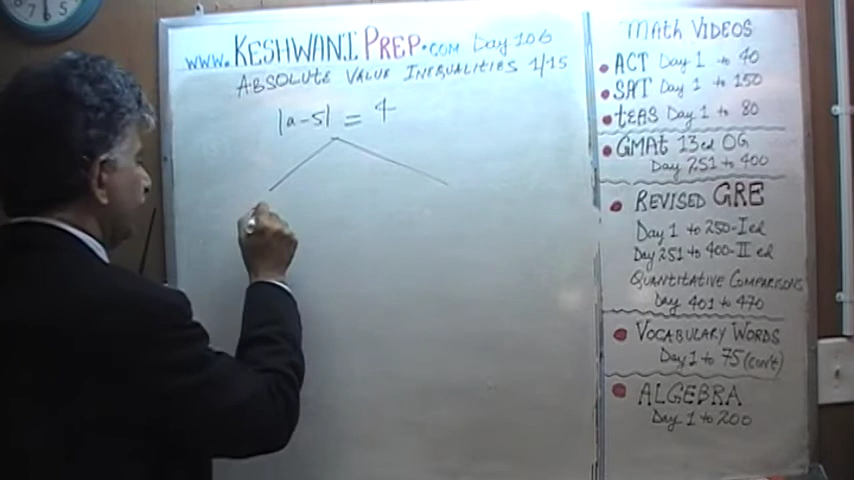 7 6 5
www.KESHWANI PREP.com Day 106
ABSOLUTE VALUE INEQUALITIES 1/15
|a-5| = 4
MATH VIDEOS
ACT Day 1 to 40
SAT Day 1 to 150
tEAS Day 1 to 80
GMAt 13ed OG
Day 251 to 400
REVISED GRE
Day 1 to 250-I ed
Day 251 to 400-II ed
QUANTITATIVE COMPARISONS
Day 401 to 470
VOCABULARY WORDS
Day 1 to 75 (con't)
ALGEBRA
Day 1 to 200